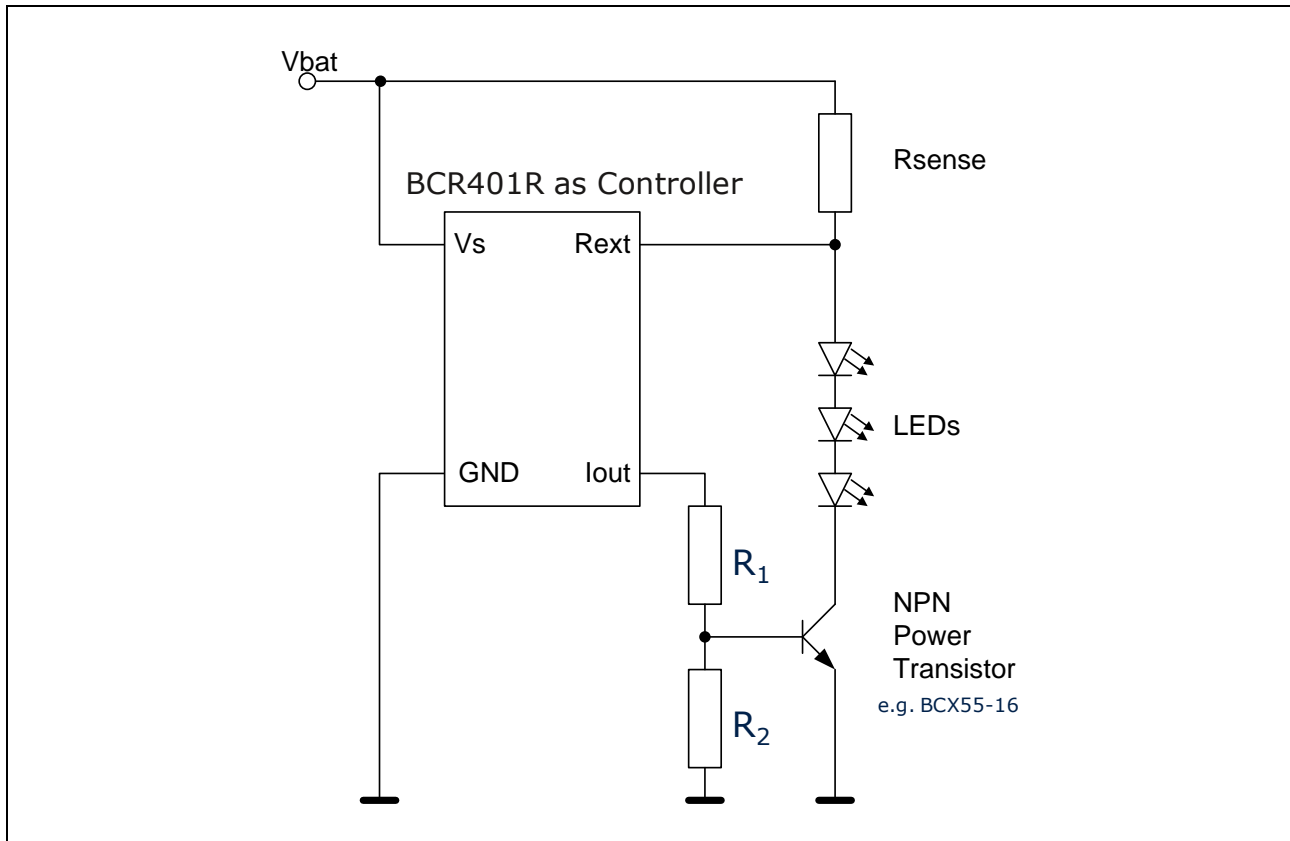 Vbat
Rsense
BCR401R as Controller
Vs
Rext
LEDs
GND
Iout
R1
NPN
Power
Transistor
e.g. BCX55-16
R2